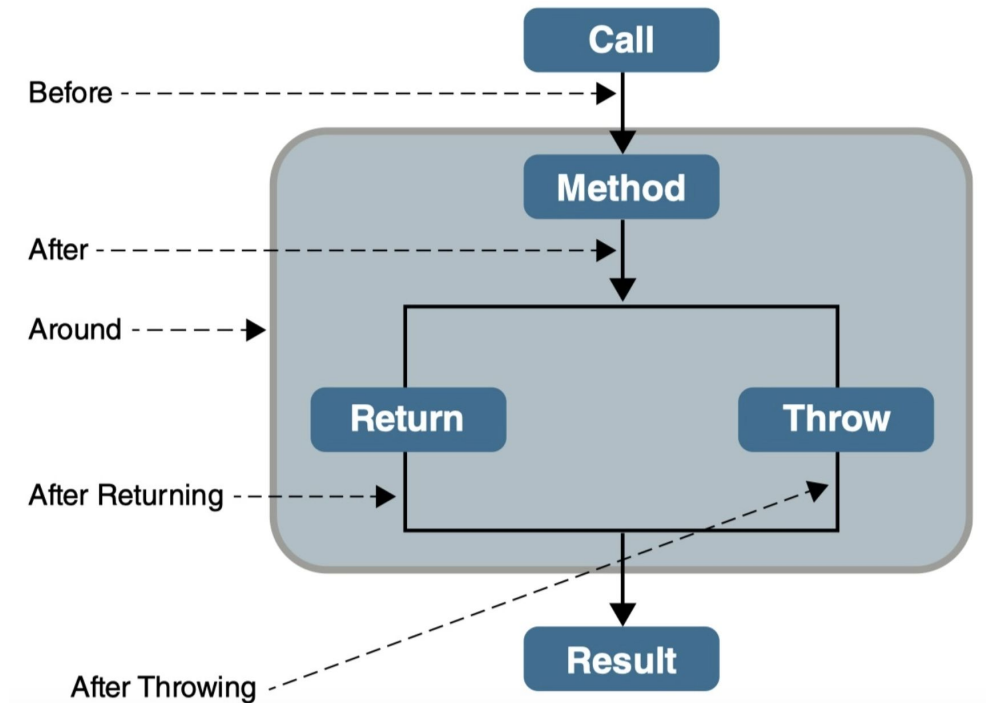 Call
Before
Method
After
Around
Return
Throw
After Returning
Result
After Throwing